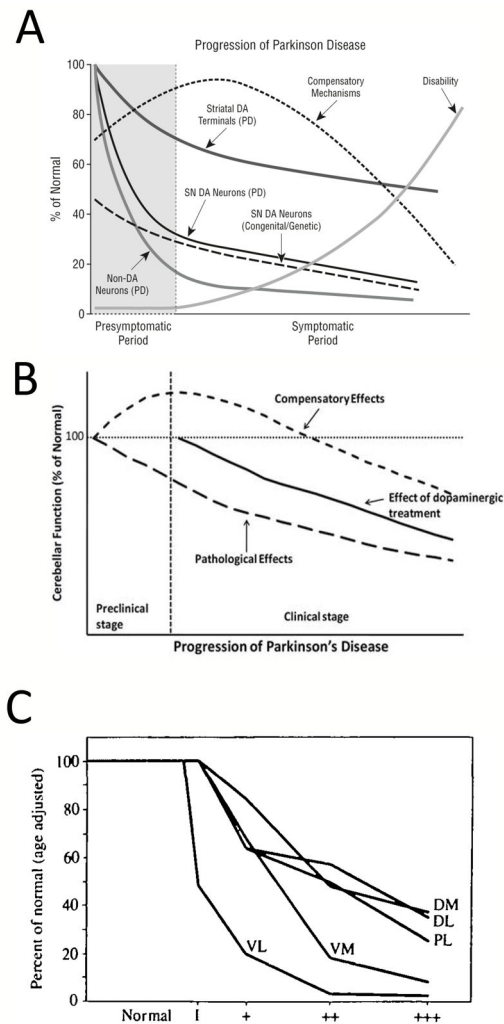 A
Progression of Parkinson Disease
100
80
60
40
20
0
% of Normal
Striatal DA
Terminals (PD)
Compensatory
Mechanisms
Disability
SN DA Neurons (PD)
SN DA Neurons
(Congenital/Genetic)
Non-DA
Neurons (PD)
Presymptomatic
Period
Symptomatic
Period
B
Cerebellar Function (% of Normal)
100
Compensatory Effects
Effect of dopaminergic
treatment
Pathological Effects
Preclinical
stage
Clinical stage
Progression of Parkinson's Disease
C
Percent of normal (age adjusted)
100
80
60
40
20
0
VL
VM
DM
DL
PL
Normal I + ++ +++